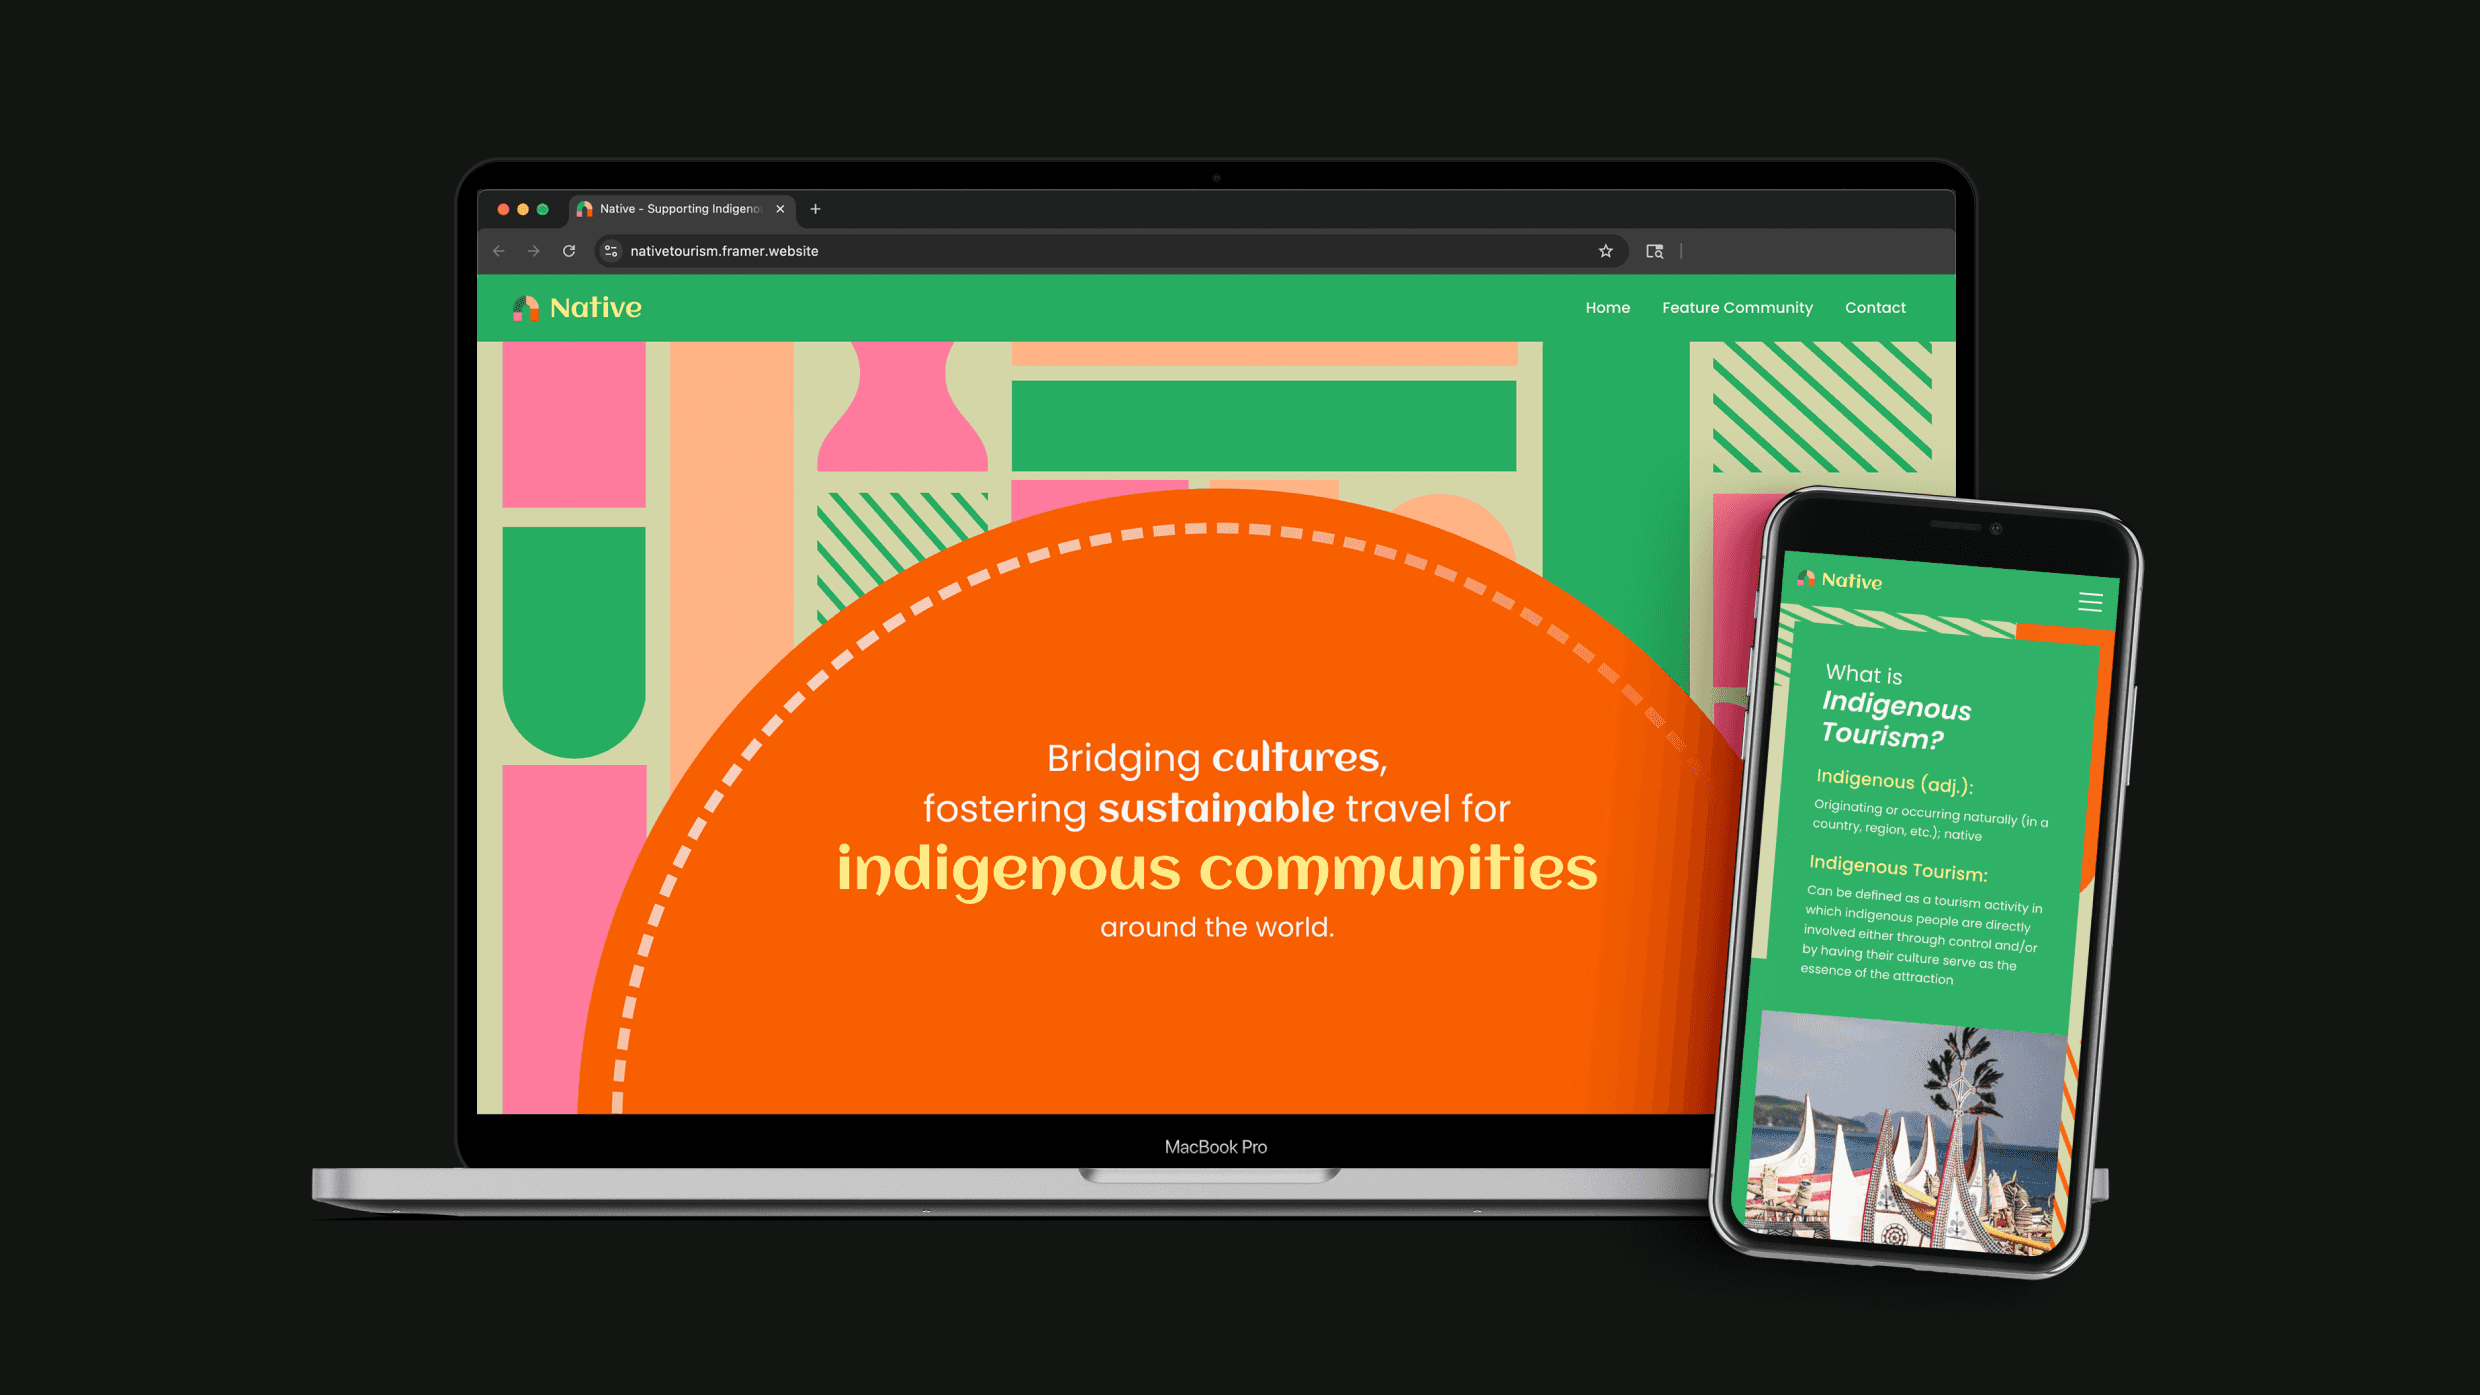 Native - Supporting Indigeno
nativetourism.framer.website
Native
Home Feature Community Contact
Bridging cultures,
fostering sustainable travel for
indigenous communities
around the world.
MacBook Pro
Native
What is
Indigenous
Tourism?
Indigenous (adj.):
Originating or occurring naturally (in a
country, region, etc.); native
Indigenous Tourism:
Can be defined as a tourism activity in
which indigenous people are directly
involved either through control and/or
by having their culture serve as the
essence of the attraction